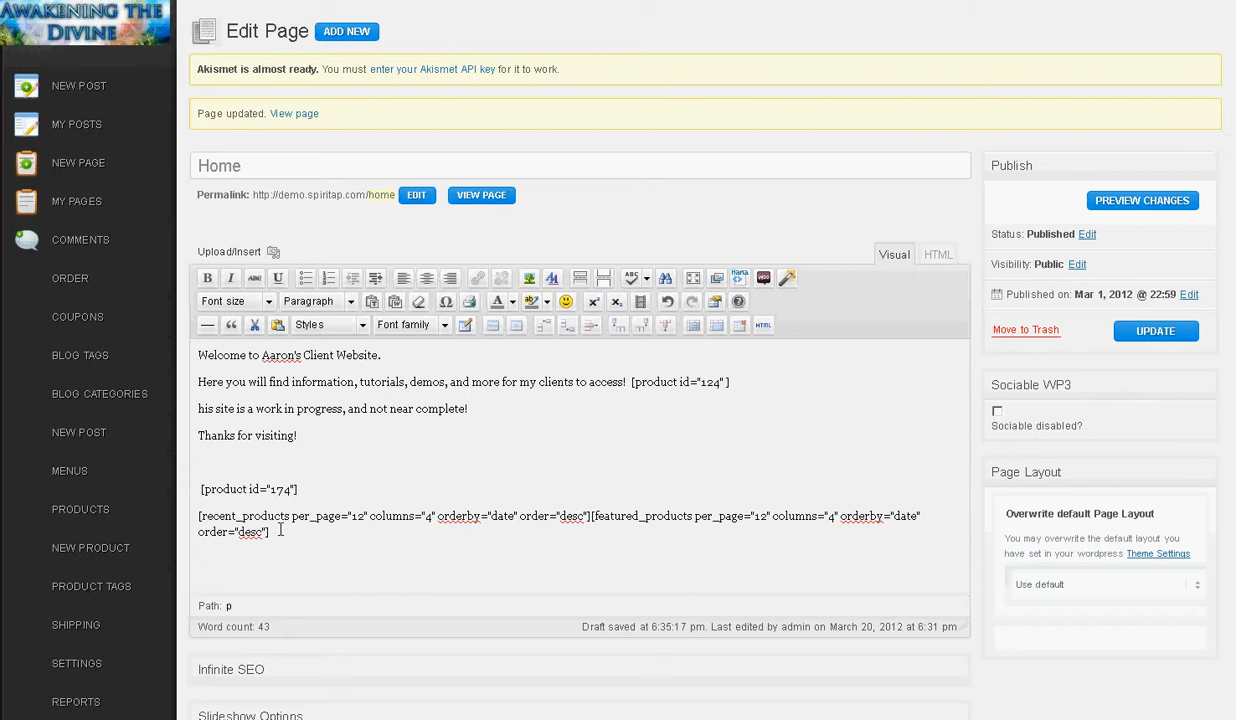 AWAKENING THE
DIVINE
NEW POST
MY POSTS
NEW PAGE
MY PAGES
COMMENTS
ORDER
COUPONS
BLOG TAGS
BLOG CATEGORIES
NEW POST
MENUS
PRODUCTS
NEW PRODUCT
PRODUCT TAGS
SHIPPING
SETTINGS
REPORTS
Edit Page ADD NEW
Akismet is almost ready. You must enter your Akismet API key for it to work.
Page updated. View page
Home
Permalink: http://demo.spiritap.com/home EDIT VIEW PAGE
Upload/Insert
Visual HTML
Font size Paragraph
Styles Font family HTML
Welcome to Aaron's Client Website.
Here you will find information, tutorials, demos, and more for my clients to access! [product id="124" ]
his site is a work in progress, and not near complete!
Thanks for visiting!
[product id="174"]
[recent_products per_page="12" columns="4" orderby="date" order="desc"][featured_products per_page="12" columns="4" orderby="date"
order="desc"]
Path: p
Word count: 43 Draft saved at 6:35:17 pm. Last edited by admin on March 20, 2012 at 6:31 pm
Infinite SEO
Slideshow Options
Publish
PREVIEW CHANGES
Status: Published Edit
Visibility: Public Edit
Published on: Mar 1, 2012 @ 22:59 Edit
Move to Trash UPDATE
Sociable WP3
Sociable disabled?
Page Layout
Overwrite default Page Layout
You may overwrite the default layout you
have set in your wordpress Theme Settings
Use default